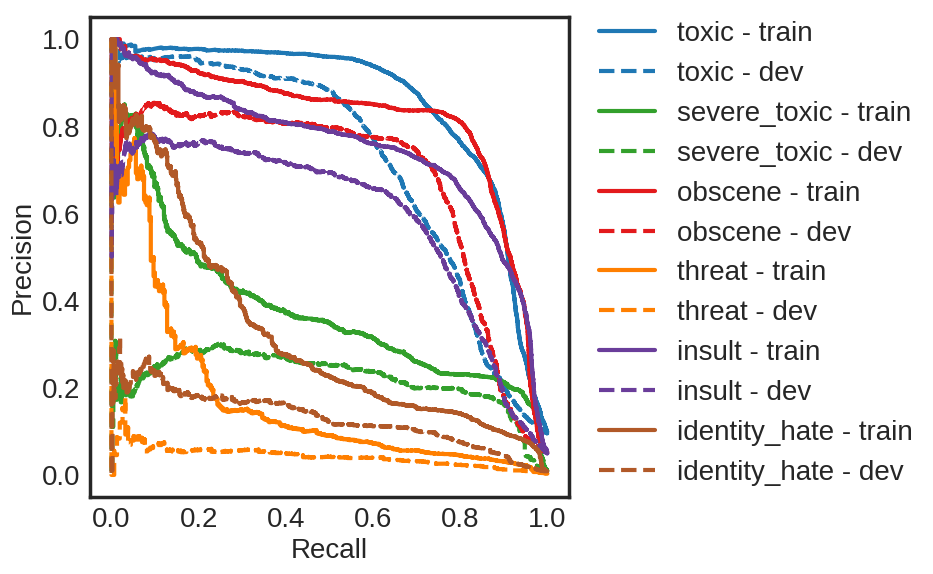 1.0
0.8
0.6
0.4
0.2
0.0
Precision
0.0 0.2 0.4 0.6 0.8 1.0
Recall
toxic - train
toxic - dev
severe_toxic - train
severe_toxic - dev
obscene - train
obscene - dev
threat - train
threat - dev
insult - train
insult - dev
identity_hate - train
identity_hate - dev